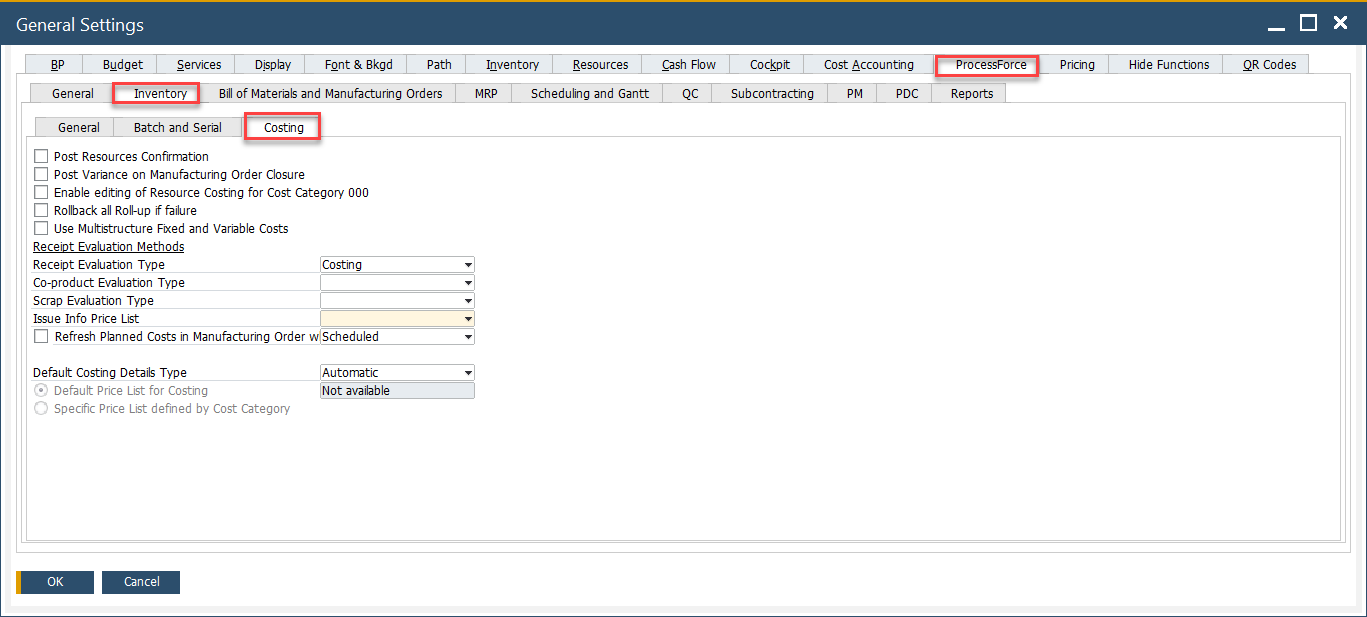 General Settings
BP Budget Services Display Font & Bkgd Path Inventory Resources Cash Flow Cockpit Cost Accounting ProcessForce Pricing Hide Functions QR Codes
General Inventory Bill of Materials and Manufacturing Orders MRP Scheduling and Gantt QC Subcontracting PM PDC Reports
General Batch and Serial Costing
Post Resources Confirmation
Post Variance on Manufacturing Order Closure
Enable editing of Resource Costing for Cost Category 000
Rollback all Roll-up if failure
Use Multistructure Fixed and Variable Costs
Receipt Evaluation Methods
Receipt Evaluation Type Costing
Co-product Evaluation Type
Scrap Evaluation Type
Issue Info Price List
Refresh Planned Costs in Manufacturing Order w Scheduled
Default Costing Details Type Automatic
Default Price List for Costing Not available
Specific Price List defined by Cost Category
OK Cancel